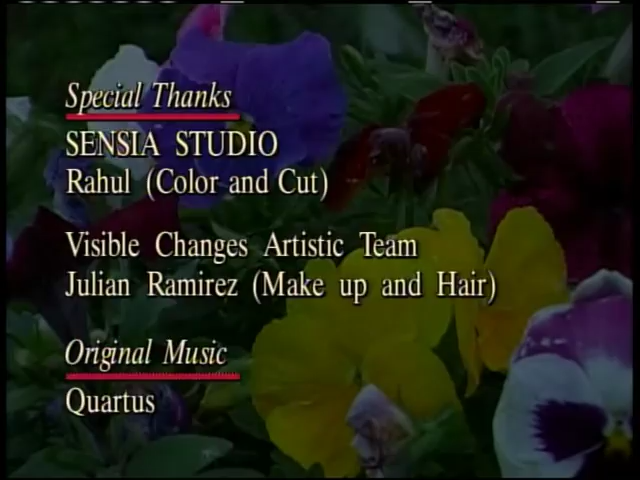 Special Thanks
SENSIA STUDIO
Rahul (Color and Cut)
Visible Changes Artistic Team
Julian Ramirez (Make up and Hair)
Original Music
Quartus